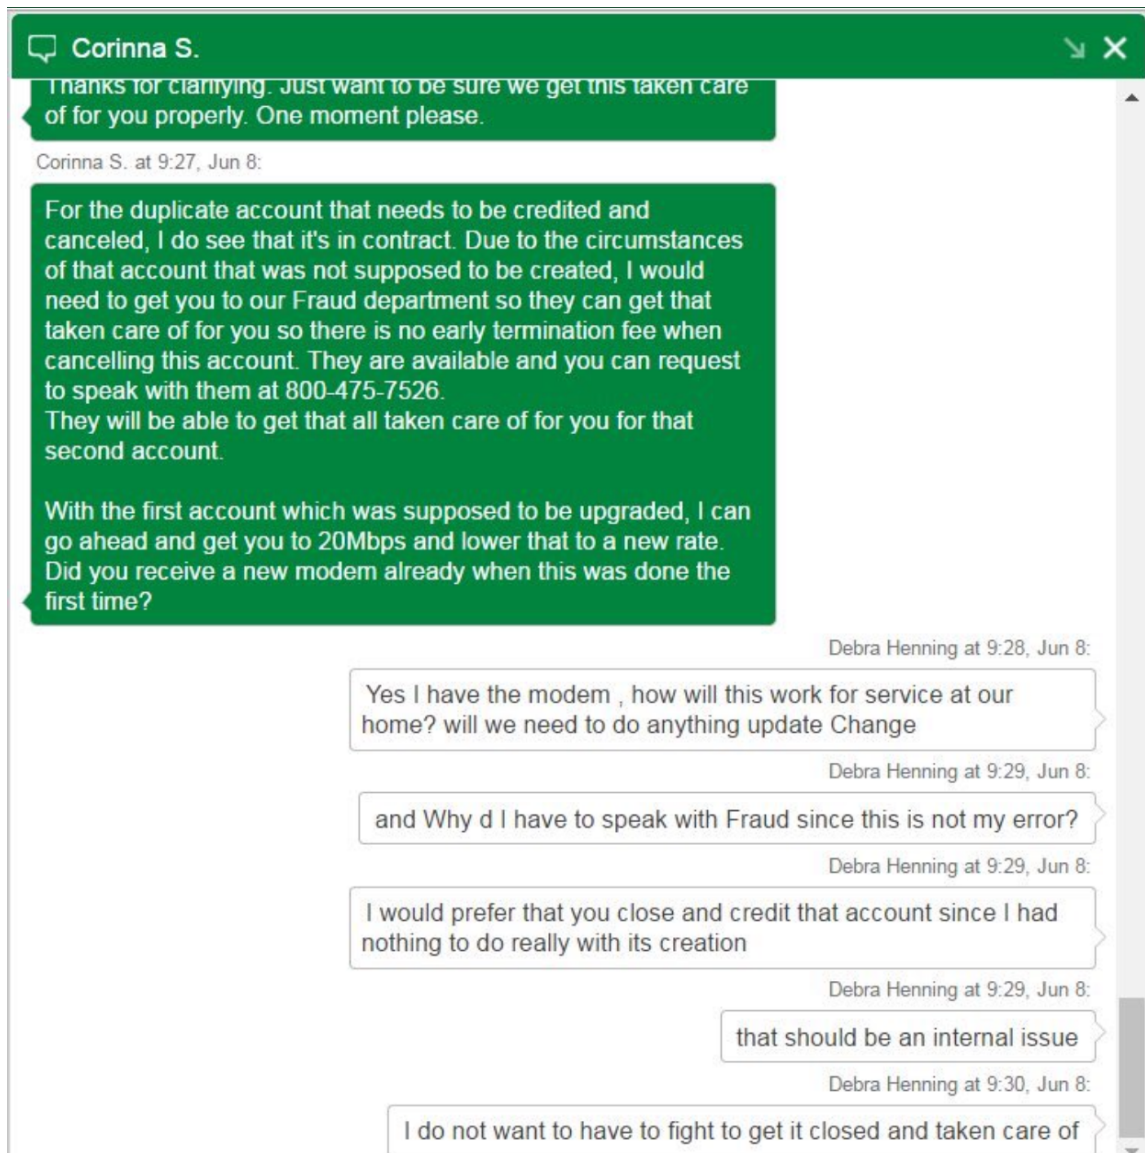 Corinna S.
Thanks for clarifying. Just want to be sure we get this taken care
of for you properly. One moment please.
Corinna S. at 9:27, Jun 8:
For the duplicate account that needs to be credited and
canceled, I do see that it's in contract. Due to the circumstances
of that account that was not supposed to be created, I would
need to get you to our Fraud department so they can get that
taken care of for you so there is no early termination fee when
cancelling this account. They are available and you can request
to speak with them at 800-475-7526.
They will be able to get that all taken care of for you for that
second account.
With the first account which was supposed to be upgraded, I can
go ahead and get you to 20Mbps and lower that to a new rate.
Did you receive a new modem already when this was done the
first time?
Debra Henning at 9:28, Jun 8:
Yes I have the modem , how will this work for service at our
home? will we need to do anything update Change
Debra Henning at 9:29, Jun 8:
and Why d I have to speak with Fraud since this is not my error?
Debra Henning at 9:29, Jun 8:
I would prefer that you close and credit that account since I had
nothing to do really with its creation
Debra Henning at 9:29, Jun 8:
that should be an internal issue
Debra Henning at 9:30, Jun 8:
I do not want to have to fight to get it closed and taken care of